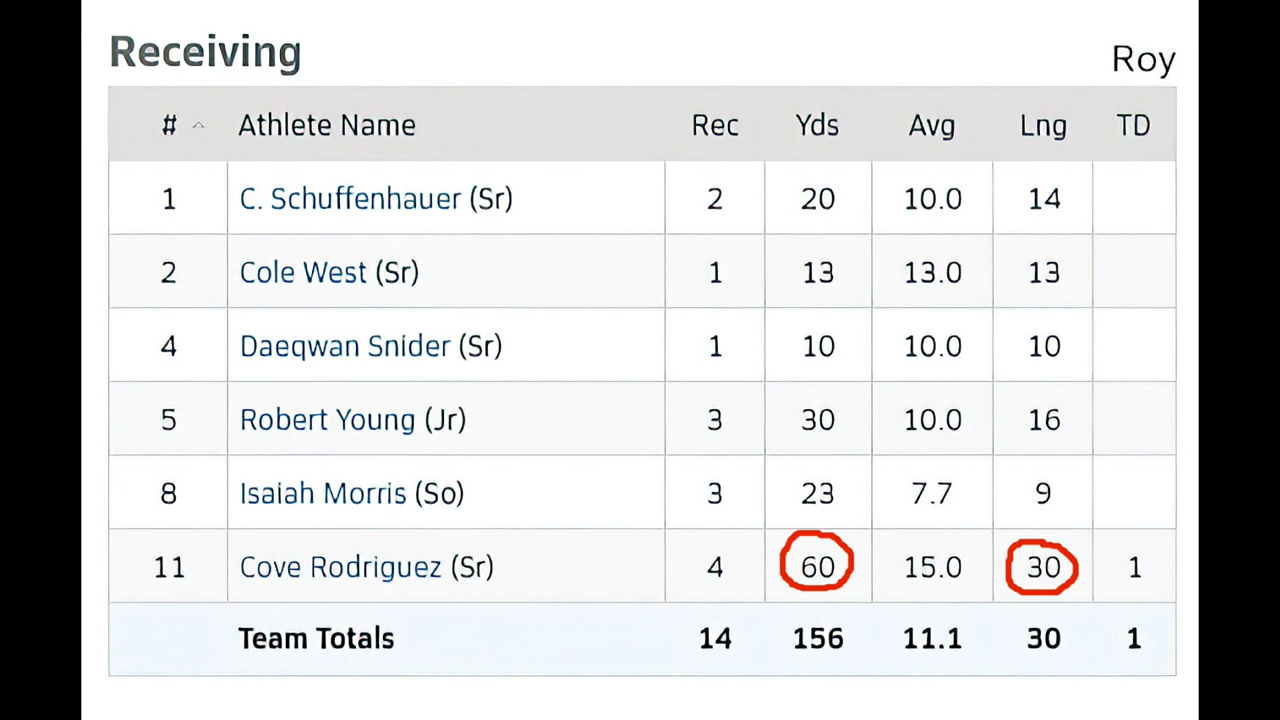 Receiving Roy
# Athlete Name Rec Yds Avg Lng TD
1 C. Schuffenhauer (Sr) 2 20 10.0 14
2 Cole West (Sr) 1 13 13.0 13
4 Daeqwan Snider (Sr) 1 10 10.0 10
5 Robert Young (Jr) 3 30 10.0 16
8 Isaiah Morris (So) 3 23 7.7 9
11 Cove Rodriguez (Sr) 4 60 15.0 30 1
Team Totals 14 156 11.1 30 1